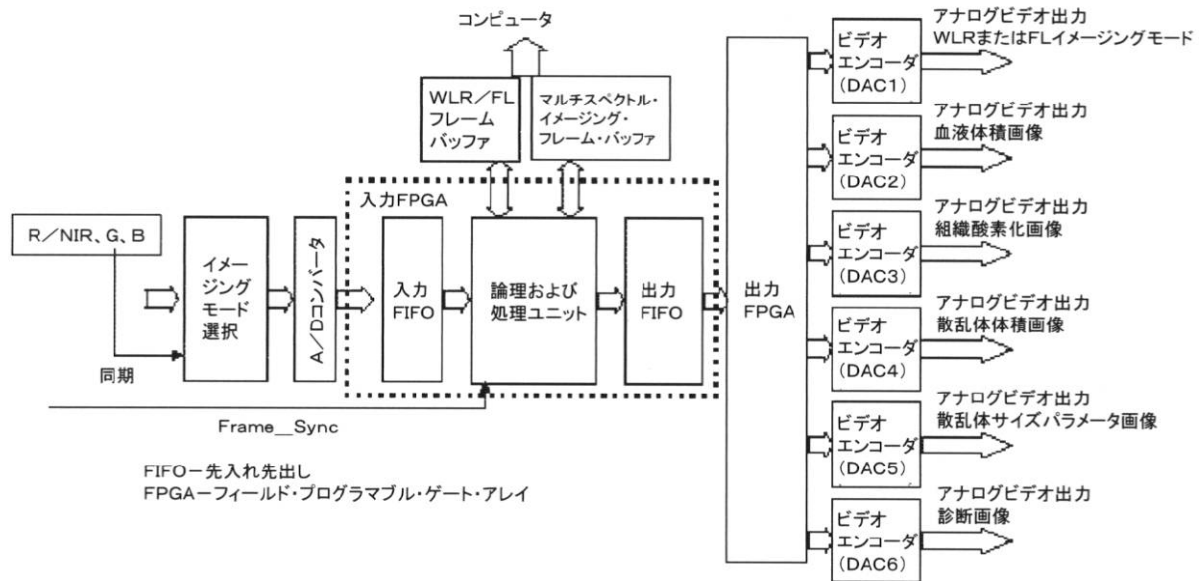 コンピュータ
WLR/FL
フレーム
バッファ
マルチスペクトル・
イメージング・
フレーム・バッファ
入力FPGA
R/NIR、G、B
同期
イメー
ジング
モード
選択
A/Dコンバータ
入力
FIFO
論理および
処理ユニット
出力
FIFO
Frame__Sync
FIFO－先入れ先出し
FPGA－フィールド・プログラマブル・ゲート・アレイ
出力
FPGA
ビデオ
エンコーダ
(DAC1)
アナログビデオ出力
WLRまたはFLイメージングモード
ビデオ
エンコーダ
(DAC2)
アナログビデオ出力
血液体積画像
ビデオ
エンコーダ
(DAC3)
アナログビデオ出力
組織酸素化画像
ビデオ
エンコーダ
(DAC4)
アナログビデオ出力
散乱体体積画像
ビデオ
エンコーダ
(DAC5)
アナログビデオ出力
散乱体サイズパラメータ画像
ビデオ
エンコーダ
(DAC6)
アナログビデオ出力
診断画像